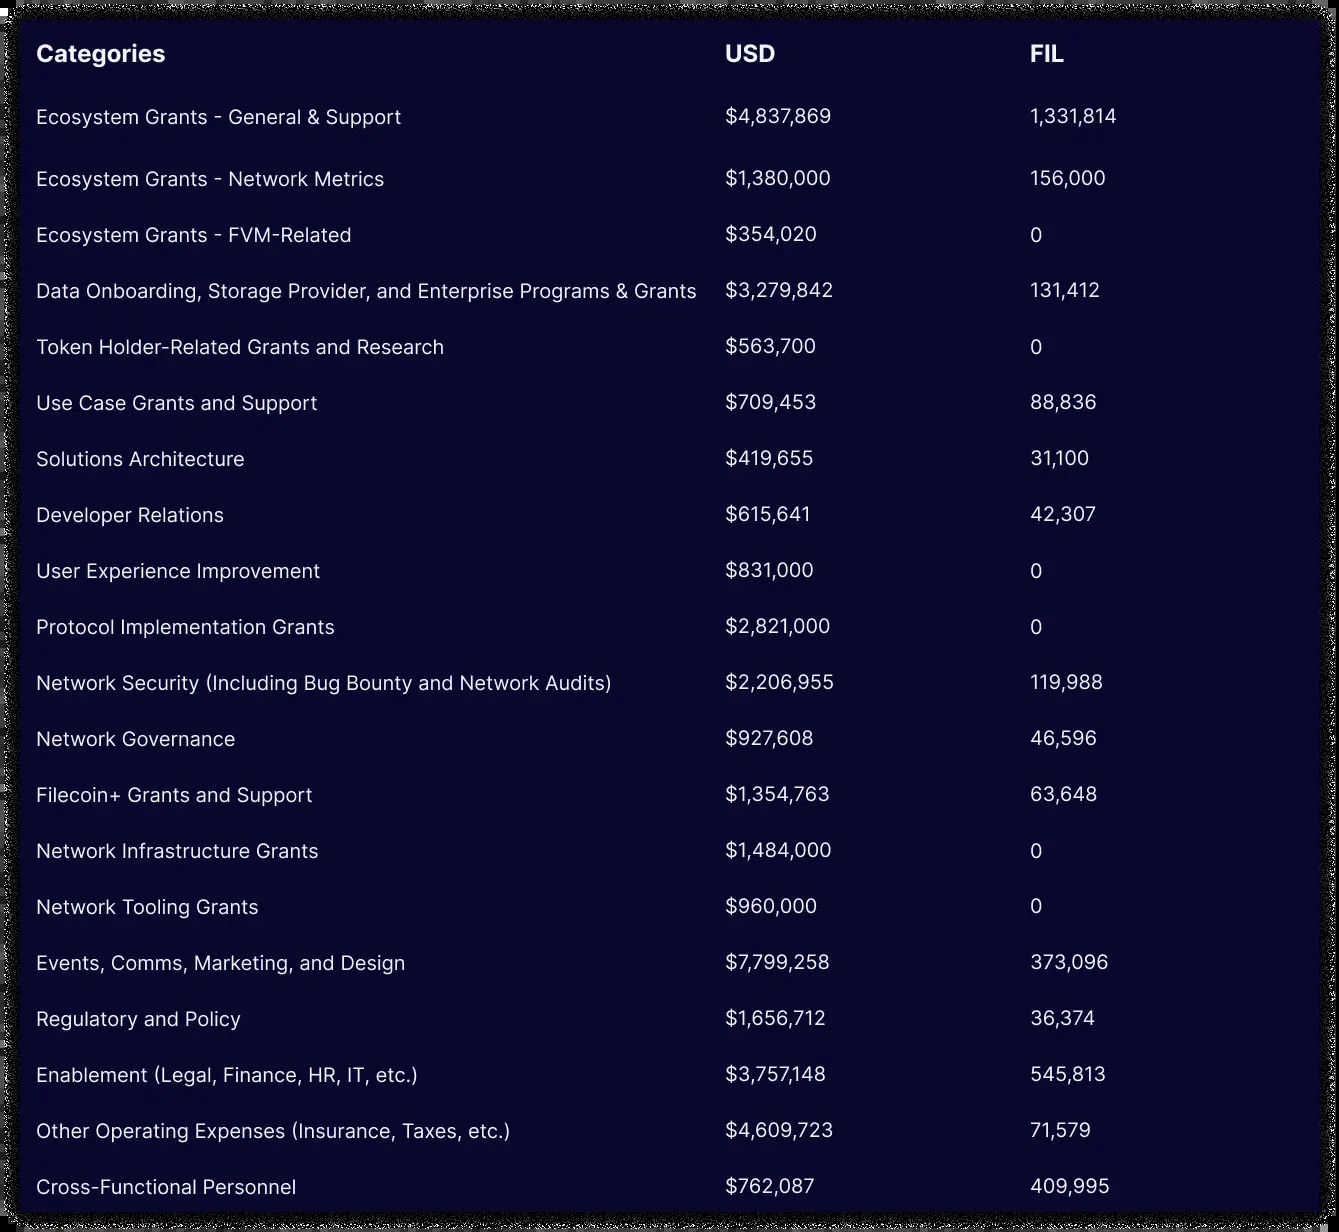 Categories USD FIL
Ecosystem Grants - General & Support $4,837,869 1,331,814
Ecosystem Grants - Network Metrics $1,380,000 156,000
Ecosystem Grants - FVM-Related $354,020 0
Data Onboarding, Storage Provider, and Enterprise Programs & Grants $3,279,842 131,412
Token Holder-Related Grants and Research $563,700 0
Use Case Grants and Support $709,453 88,836
Solutions Architecture $419,655 31,100
Developer Relations $615,641 42,307
User Experience Improvement $831,000 0
Protocol Implementation Grants $2,821,000 0
Network Security (Including Bug Bounty and Network Audits) $2,206,955 119,988
Network Governance $927,608 46,596
Filecoin+ Grants and Support $1,354,763 63,648
Network Infrastructure Grants $1,484,000 0
Network Tooling Grants $960,000 0
Events, Comms, Marketing, and Design $7,799,258 373,096
Regulatory and Policy $1,656,712 36,374
Enablement (Legal, Finance, HR, IT, etc.) $3,757,148 545,813
Other Operating Expenses (Insurance, Taxes, etc.) $4,609,723 71,579
Cross-Functional Personnel $762,087 409,995